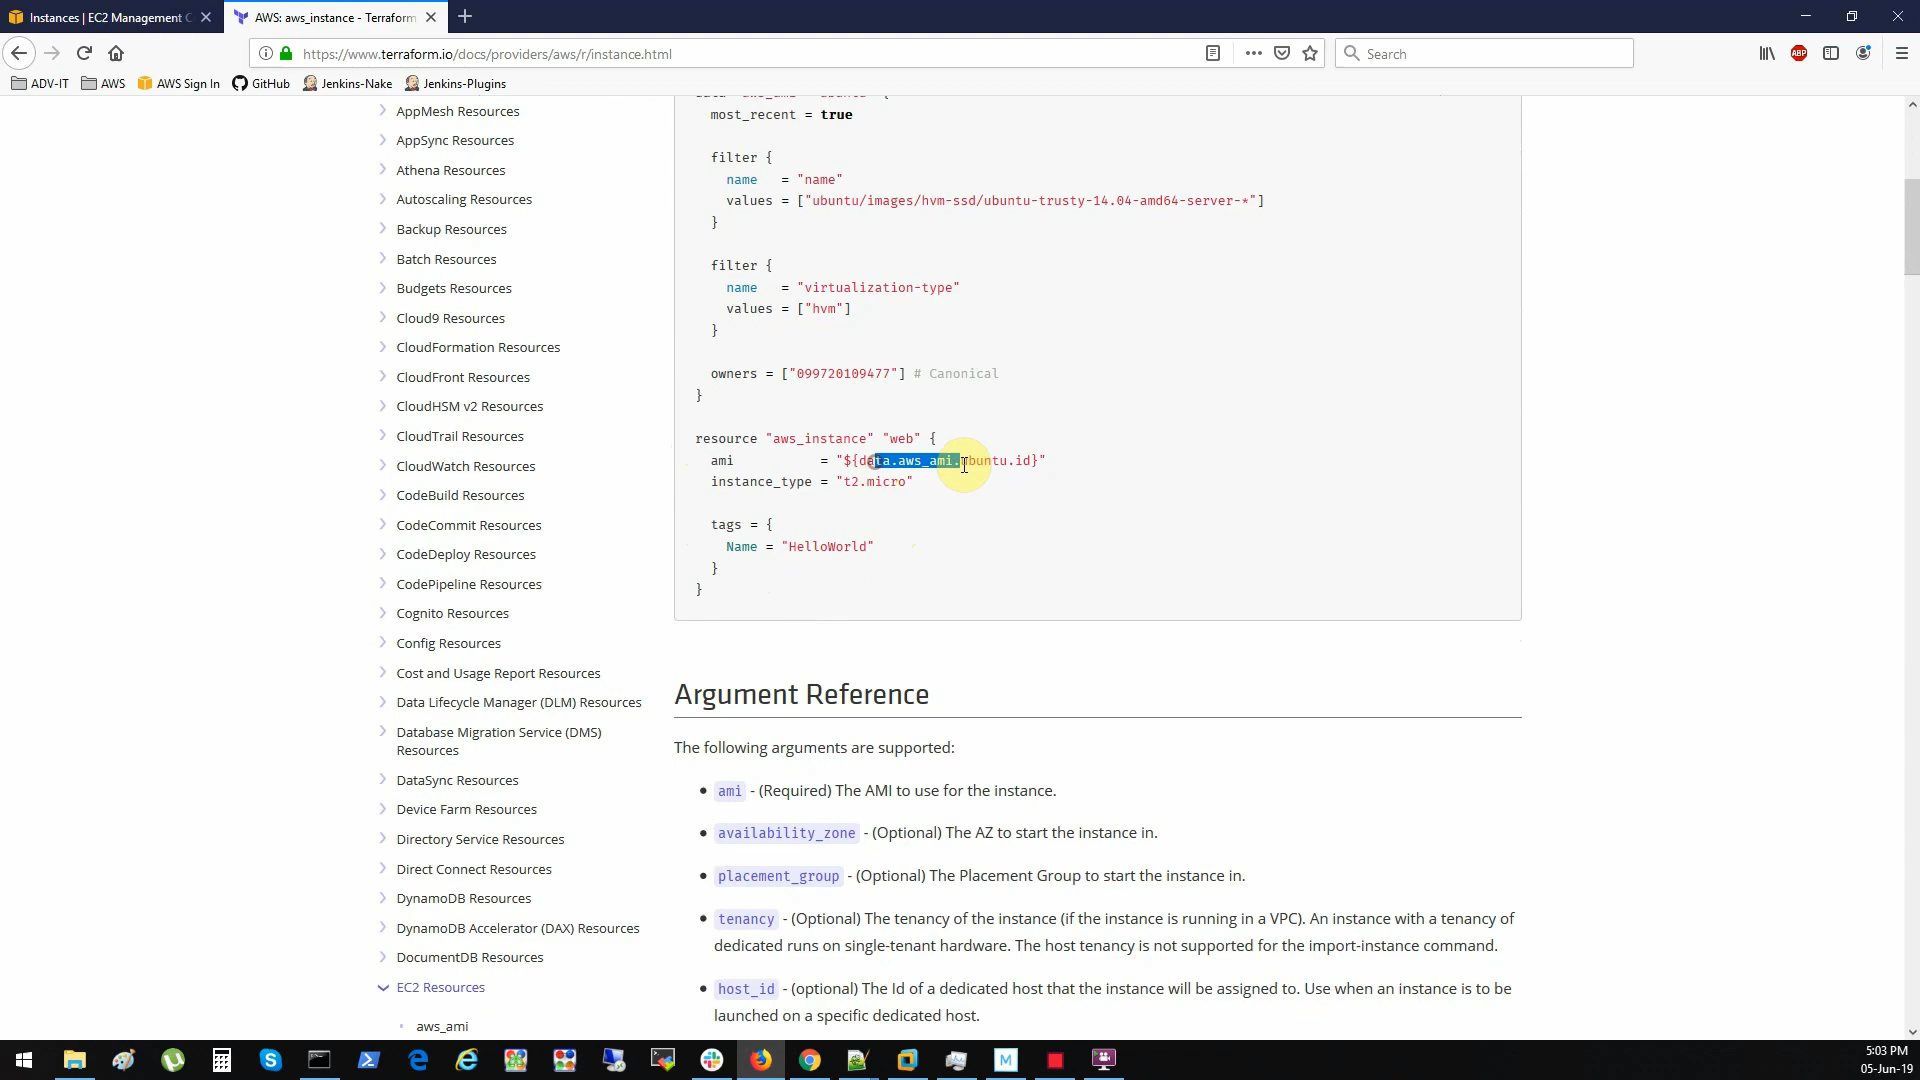 Instances | EC2 Management C
AWS: aws_instance - Terraform
https://www.terraform.io/docs/providers/aws/r/instance.html
Search
ADV-IT
AWS
AWS Sign In
GitHub
Jenkins-Nake
Jenkins-Plugins
AppMesh Resources
AppSync Resources
Athena Resources
Autoscaling Resources
Backup Resources
Batch Resources
Budgets Resources
Cloud9 Resources
CloudFormation Resources
CloudFront Resources
CloudHSM v2 Resources
CloudTrail Resources
CloudWatch Resources
CodeBuild Resources
CodeCommit Resources
CodeDeploy Resources
CodePipeline Resources
Cognito Resources
Config Resources
Cost and Usage Report Resources
Data Lifecycle Manager (DLM) Resources
Database Migration Service (DMS)
Resources
DataSync Resources
Device Farm Resources
Directory Service Resources
Direct Connect Resources
DynamoDB Resources
DynamoDB Accelerator (DAX) Resources
DocumentDB Resources
EC2 Resources
aws_ami
most_recent = true
filter {
name = "name"
values = ["ubuntu/images/hvm-ssd/ubuntu-trusty-14.04-amd64-server-*"]
}
filter {
name = "virtualization-type"
values = ["hvm"]
}
owners = ["099720109477"] # Canonical
}
resource "aws_instance" "web" {
ami = "${data.aws_ami.ubuntu.id}"
instance_type = "t2.micro"
tags = {
Name = "HelloWorld"
}
}
Argument Reference
The following arguments are supported:
ami - (Required) The AMI to use for the instance.
availability_zone - (Optional) The AZ to start the instance in.
placement_group - (Optional) The Placement Group to start the instance in.
tenancy - (Optional) The tenancy of the instance (if the instance is running in a VPC). An instance with a tenancy of
dedicated runs on single-tenant hardware. The host tenancy is not supported for the import-instance command.
host_id - (optional) The Id of a dedicated host that the instance will be assigned to. Use when an instance is to be
launched on a specific dedicated host.
5:03 PM
05-Jun-19